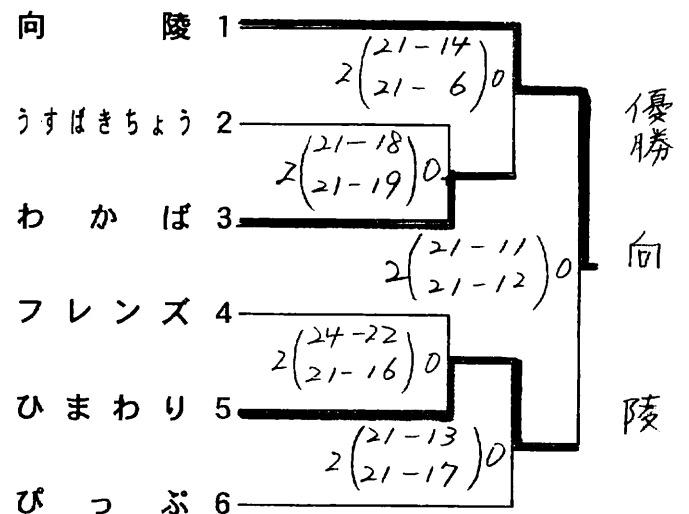 向陵 1
2 (21-14 21-6) 0
うすばきちょう 2
2 (21-18 21-19) 0
わかば 3
2 (21-11 21-12) 0
フレンズ 4
2 (24-22 21-16) 0
ひまわり 5
2 (21-13 21-17) 0
ぴっぷ 6
優勝 向陵